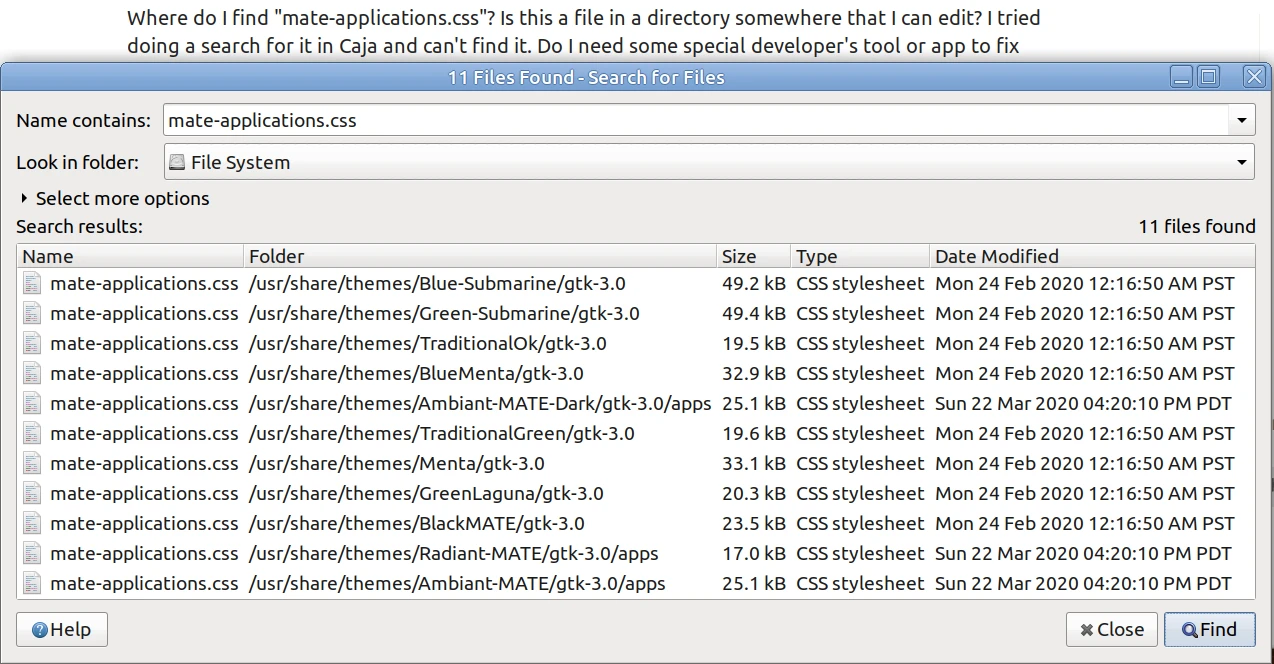 Where do I find "mate-applications.css"? Is this a file in a directory somewhere that I can edit? I tried
doing a search for it in Caja and can't find it. Do I need some special developer's tool or app to fix
11 Files Found - Search for Files
Name contains: mate-applications.css
Look in folder: File System
Select more options
Search results: 11 files found
Name Folder Size Type Date Modified
mate-applications.css /usr/share/themes/Blue-Submarine/gtk-3.0 49.2 kB CSS stylesheet Mon 24 Feb 2020 12:16:50 AM PST
mate-applications.css /usr/share/themes/Green-Submarine/gtk-3.0 49.4 kB CSS stylesheet Mon 24 Feb 2020 12:16:50 AM PST
mate-applications.css /usr/share/themes/TraditionalOk/gtk-3.0 19.5 kB CSS stylesheet Mon 24 Feb 2020 12:16:50 AM PST
mate-applications.css /usr/share/themes/BlueMenta/gtk-3.0 32.9 kB CSS stylesheet Mon 24 Feb 2020 12:16:50 AM PST
mate-applications.css /usr/share/themes/Ambiant-MATE-Dark/gtk-3.0/apps 25.1 kB CSS stylesheet Sun 22 Mar 2020 04:20:10 PM PDT
mate-applications.css /usr/share/themes/TraditionalGreen/gtk-3.0 19.6 kB CSS stylesheet Mon 24 Feb 2020 12:16:50 AM PST
mate-applications.css /usr/share/themes/Menta/gtk-3.0 33.1 kB CSS stylesheet Mon 24 Feb 2020 12:16:50 AM PST
mate-applications.css /usr/share/themes/GreenLaguna/gtk-3.0 20.3 kB CSS stylesheet Mon 24 Feb 2020 12:16:50 AM PST
mate-applications.css /usr/share/themes/BlackMATE/gtk-3.0 23.5 kB CSS stylesheet Mon 24 Feb 2020 12:16:50 AM PST
mate-applications.css /usr/share/themes/Radiant-MATE/gtk-3.0/apps 17.0 kB CSS stylesheet Sun 22 Mar 2020 04:20:10 PM PDT
mate-applications.css /usr/share/themes/Ambiant-MATE/gtk-3.0/apps 25.1 kB CSS stylesheet Sun 22 Mar 2020 04:20:10 PM PDT
Help Close Find